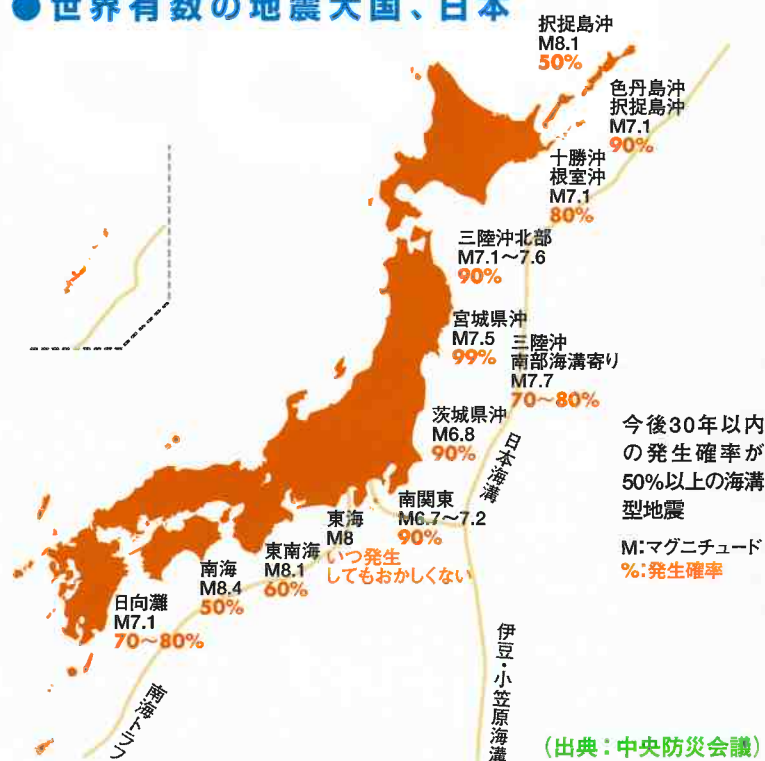 ●世界有数の地震大国、日本
択捉島沖
M8.1
50%
色丹島沖
択捉島沖
M7.1
90%
十勝沖
根室沖
M7.1
80%
三陸沖北部
M7.1～7.6
90%
宮城県沖
M7.5
99%
三陸沖
南部海溝寄り
M7.7
70～80%
茨城県沖
M6.8
90%
日本海溝
今後30年以内
の発生確率が
50%以上の海溝
型地震
M:マグニチュード
%:発生確率
南関東
M6.7～7.2
90%
東海
M8
いつ発生
してもおかしくない
東南海
M8.1
60%
南海
M8.4
50%
日向灘
M7.1
70～80%
南海トラフ
伊豆・小笠原海溝
(出典：中央防災会議)